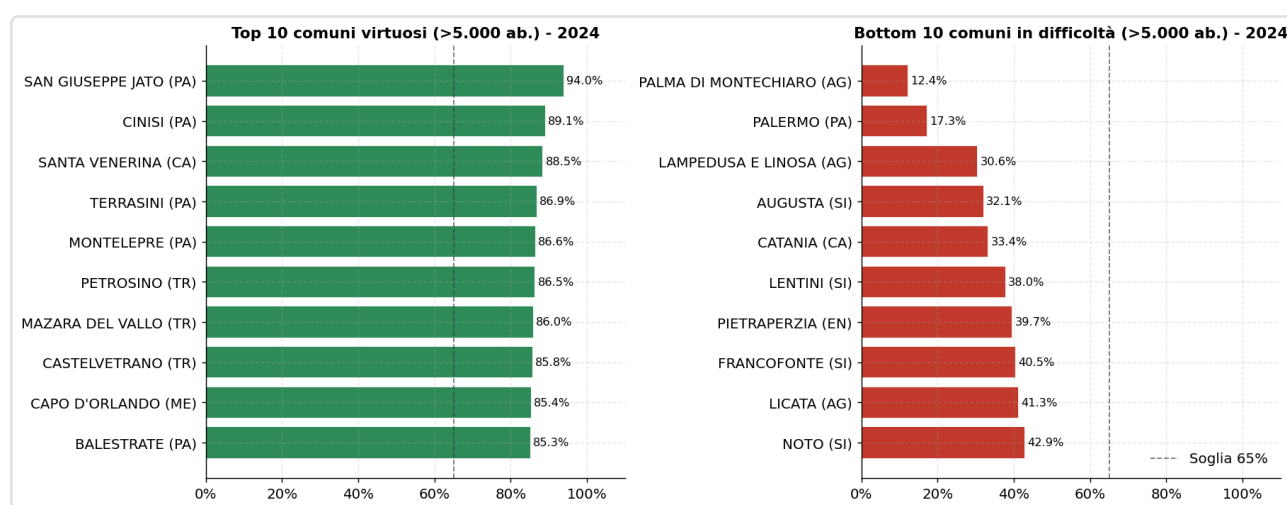 Top 10 comuni virtuosi (>5.000 ab.) - 2024
SAN GIUSEPPE JATO (PA) 94.0%
CINISI (PA) 89.1%
SANTA VENERINA (CA) 88.5%
TERRASINI (PA) 86.9%
MONTELEPRE (PA) 86.6%
PETROSINO (TR) 86.5%
MAZARA DEL VALLO (TR) 86.0%
CASTELVETRANO (TR) 85.8%
CAPO D'ORLANDO (ME) 85.4%
BALESTRATE (PA) 85.3%
0% 20% 40% 60% 80% 100%
Bottom 10 comuni in difficoltà (>5.000 ab.) - 2024
PALMA DI MONTECHIARO (AG) 12.4%
PALERMO (PA) 17.3%
LAMPEDUSA E LINOSA (AG) 30.6%
AUGUSTA (SI) 32.1%
CATANIA (CA) 33.4%
LENTINI (SI) 38.0%
PIETRAPERZIA (EN) 39.7%
FRANCOFONTE (SI) 40.5%
LICATA (AG) 41.3%
NOTO (SI) 42.9%
Soglia 65%
0% 20% 40% 60% 80% 100%